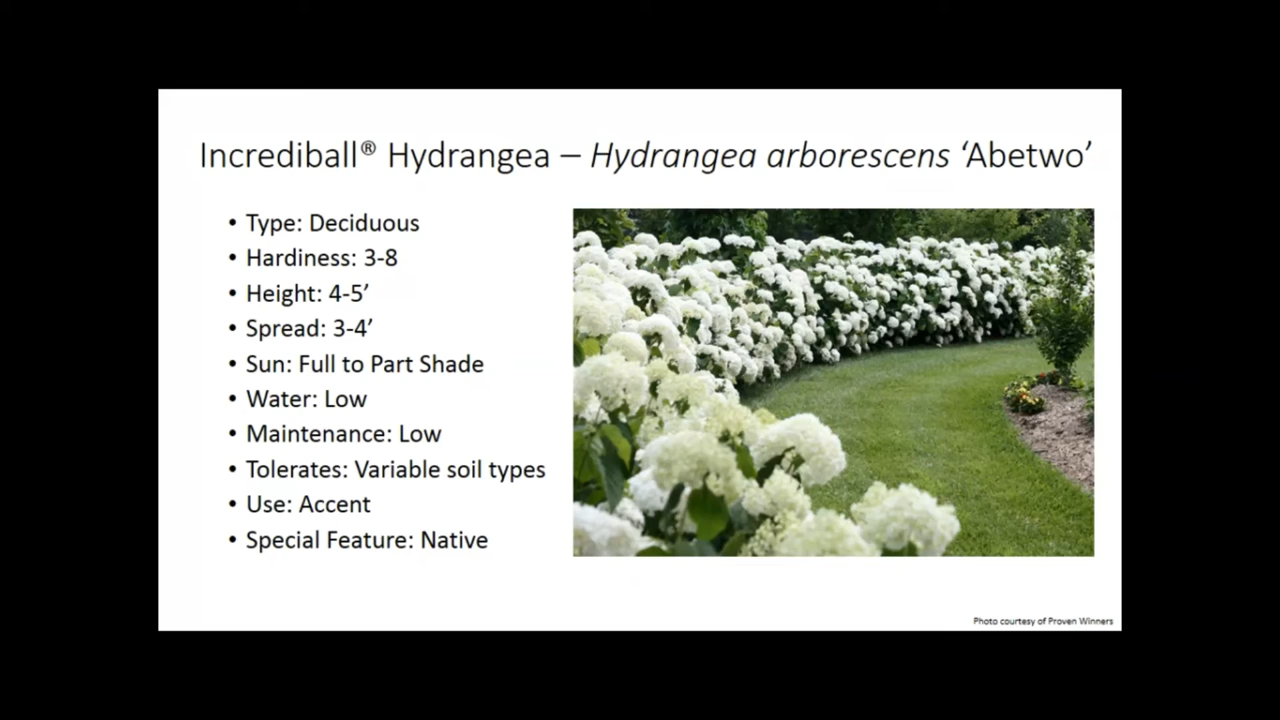 Incrediball® Hydrangea – Hydrangea arborescens ‘Abetwo’
• Type: Deciduous
• Hardiness: 3-8
• Height: 4-5’
• Spread: 3-4’
• Sun: Full to Part Shade
• Water: Low
• Maintenance: Low
• Tolerates: Variable soil types
• Use: Accent
• Special Feature: Native
Photo courtesy of Proven Winners